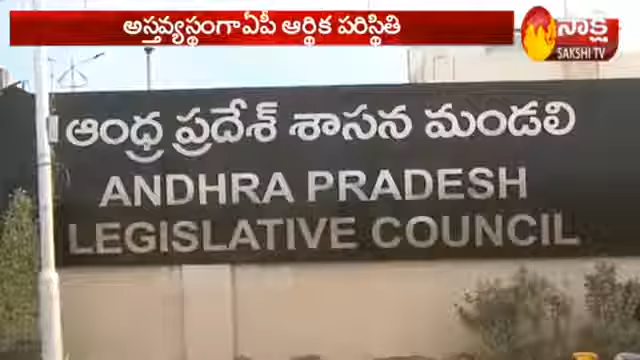 అస్తవ్యస్థంగాఏపీ ఆర్థిక పరిస్థితి
సాక్షి
SAKSHI TV
ఆంధ్ర ప్రదేశ్ శాసన మండలి
ANDHRA PRADESH
LEGISLATIVE COUNCIL